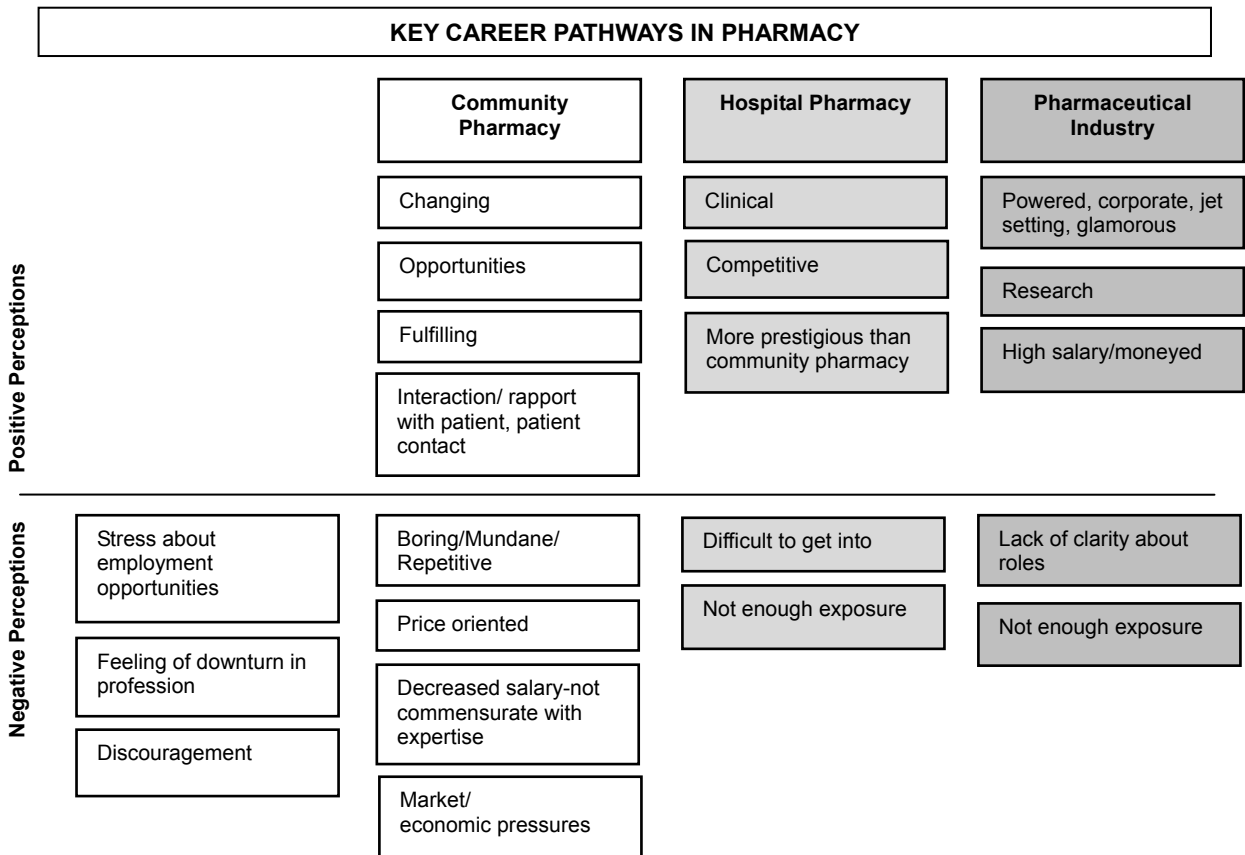 KEY CAREER PATHWAYS IN PHARMACY
Community
Pharmacy
Hospital Pharmacy
Pharmaceutical
Industry
Positive Perceptions
Changing
Opportunities
Fulfilling
Interaction/ rapport
with patient, patient
contact
Clinical
Competitive
More prestigious than
community pharmacy
Powered, corporate, jet
setting, glamorous
Research
High salary/moneyed
Negative Perceptions
Stress about
employment
opportunities
Feeling of downturn in
profession
Discouragement
Boring/Mundane/
Repetitive
Price oriented
Decreased salary-not
commensurate with
expertise
Market/
economic pressures
Difficult to get into
Not enough exposure
Lack of clarity about
roles
Not enough exposure